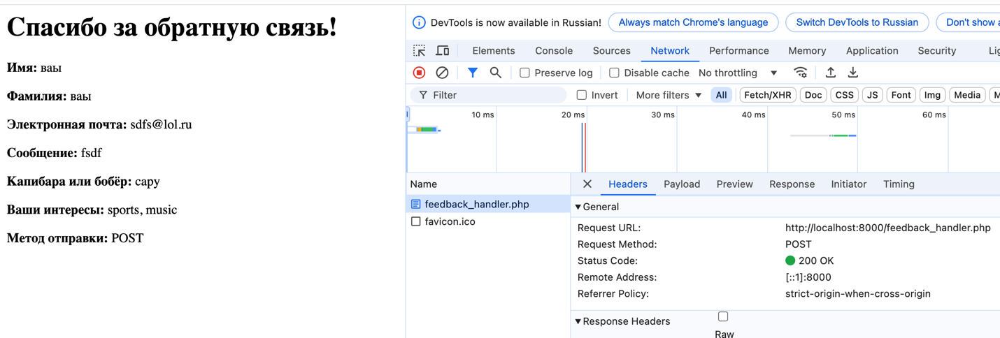 Спасибо за обратную связь!
Имя: ваы
Фамилия: ваы
Электронная почта: sdfs@lol.ru
Сообщение: fsdf
Капибара или бобёр: capy
Ваши интересы: sports, music
Метод отправки: POST
DevTools is now available in Russian! Always match Chrome's language Switch DevTools to Russian Don't show
Elements Console Sources Network Performance Memory Application Security
Preserve log Disable cache No throttling
Filter Invert More filters All Fetch/XHR Doc CSS JS Font Img Media
10 ms 20 ms 30 ms 40 ms 50 ms 60 ms
Name
feedback_handler.php
favicon.ico
Headers Payload Preview Response Initiator Timing
General
Request URL: http://localhost:8000/feedback_handler.php
Request Method: POST
Status Code: 200 OK
Remote Address: [::1]:8000
Referrer Policy: strict-origin-when-cross-origin
Response Headers
Raw